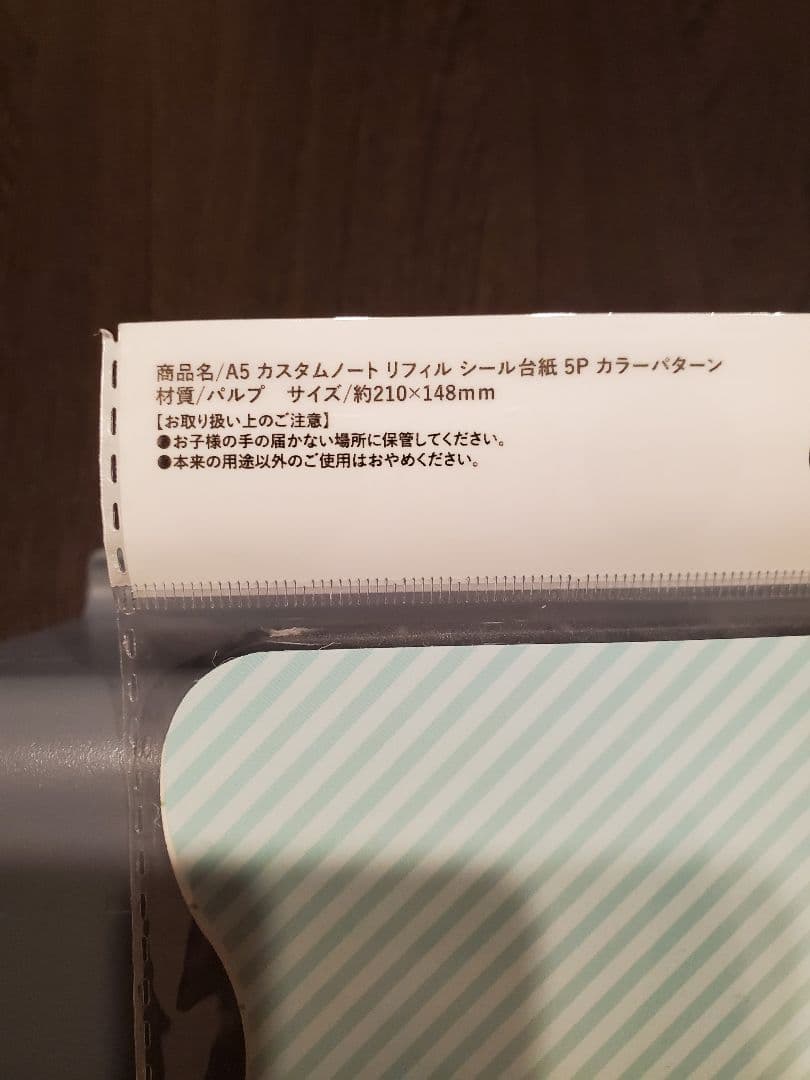 商品名/A5 カスタムノート リフィル シール台紙 5P カラーパターン
材質/パルプ　サイズ/約210×148mm
【お取り扱い上のご注意】
●お子様の手の届かない場所に保管してください。
●本来の用途以外のご使用はおやめください。